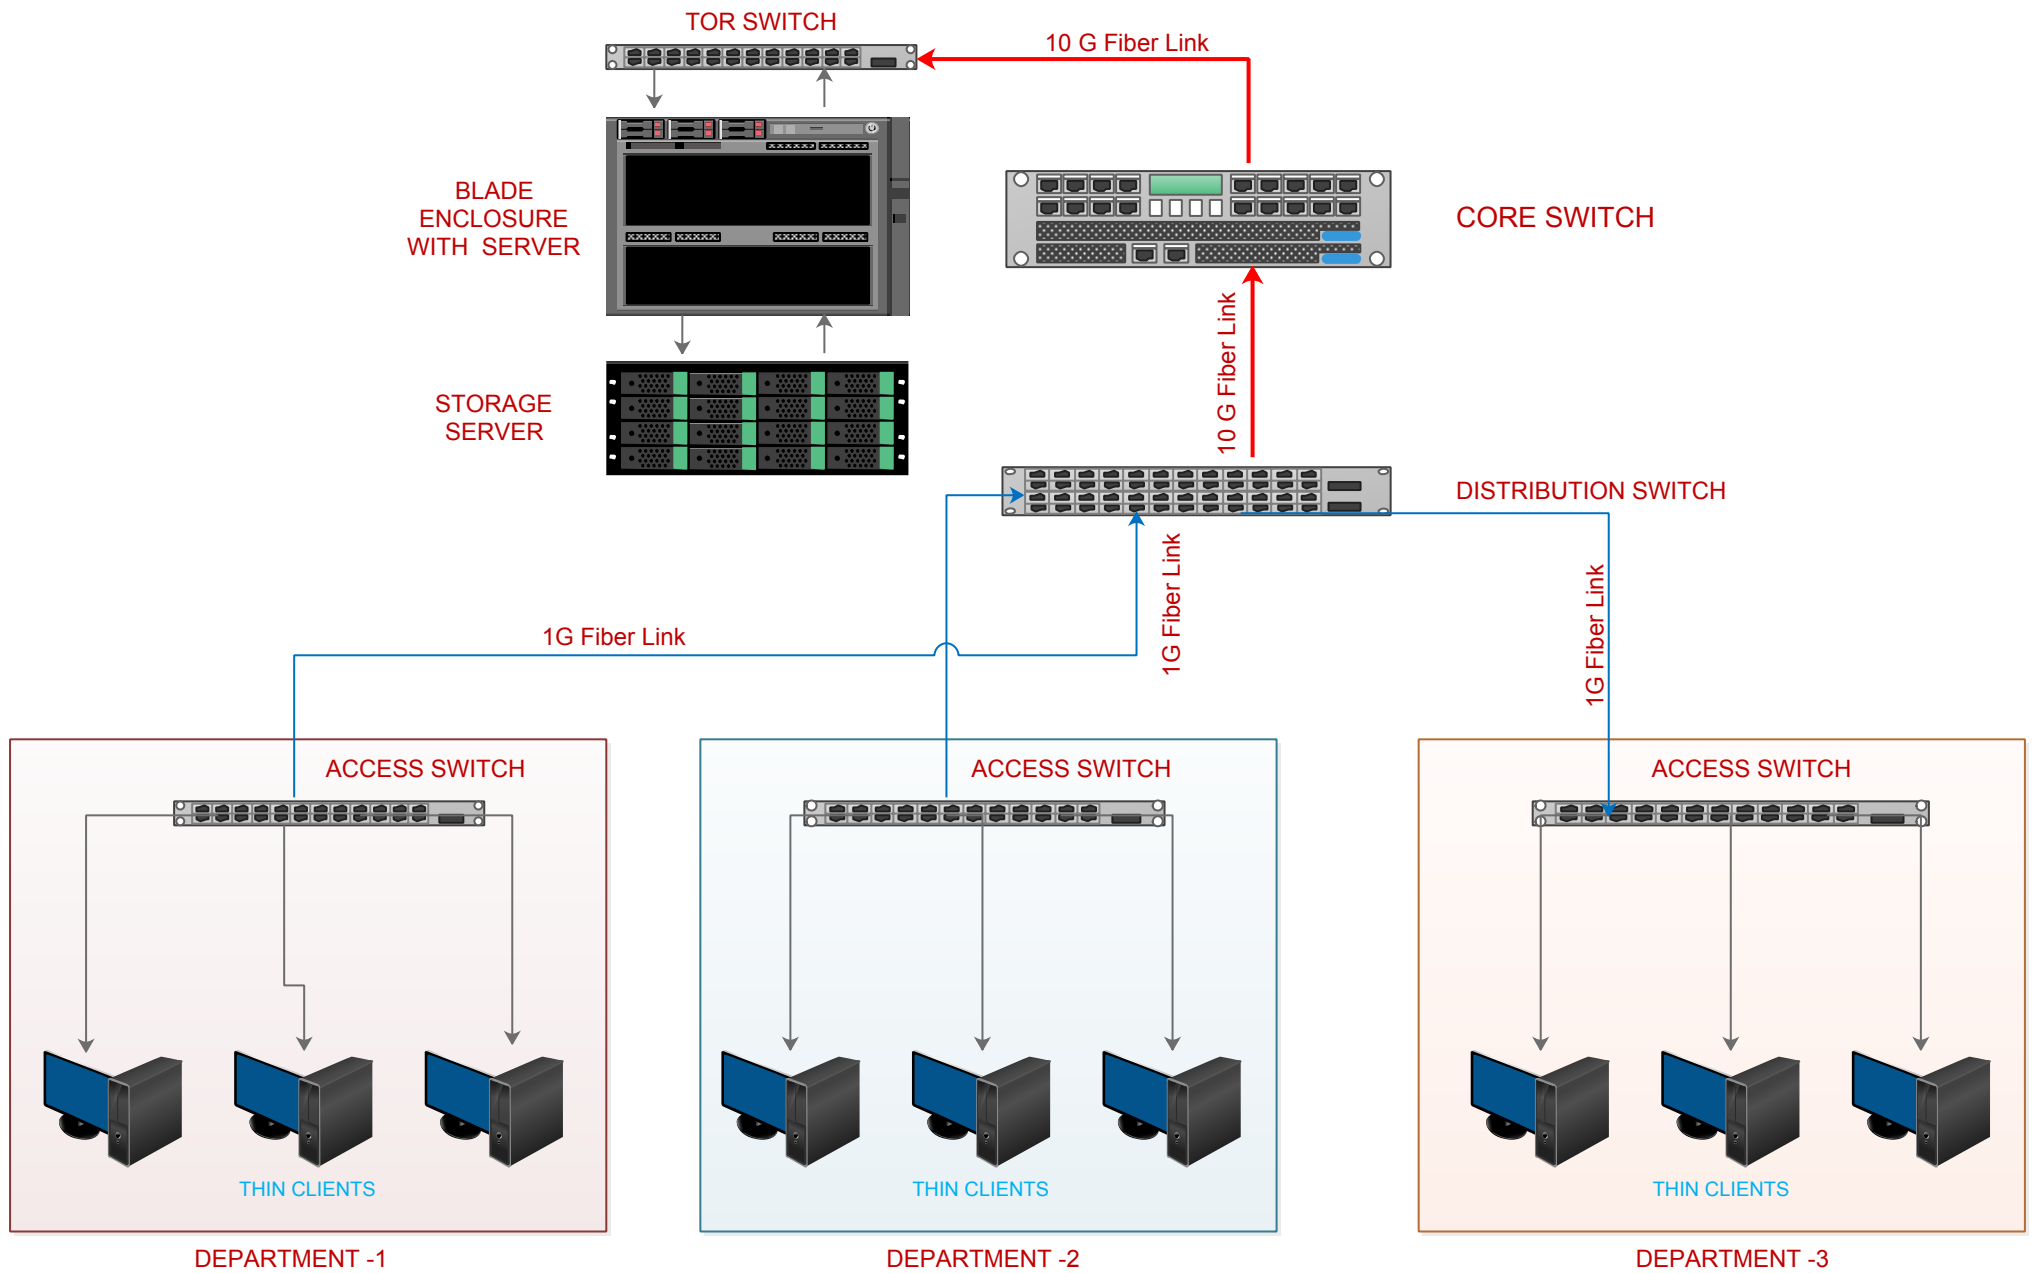 TOR SWITCH
10 G Fiber Link
BLADE
ENCLOSURE
WITH SERVER
CORE SWITCH
10 G Fiber Link
STORAGE
SERVER
DISTRIBUTION SWITCH
1G Fiber Link
1G Fiber Link
1G Fiber Link
ACCESS SWITCH
ACCESS SWITCH
ACCESS SWITCH
THIN CLIENTS
THIN CLIENTS
THIN CLIENTS
DEPARTMENT -1
DEPARTMENT -2
DEPARTMENT -3